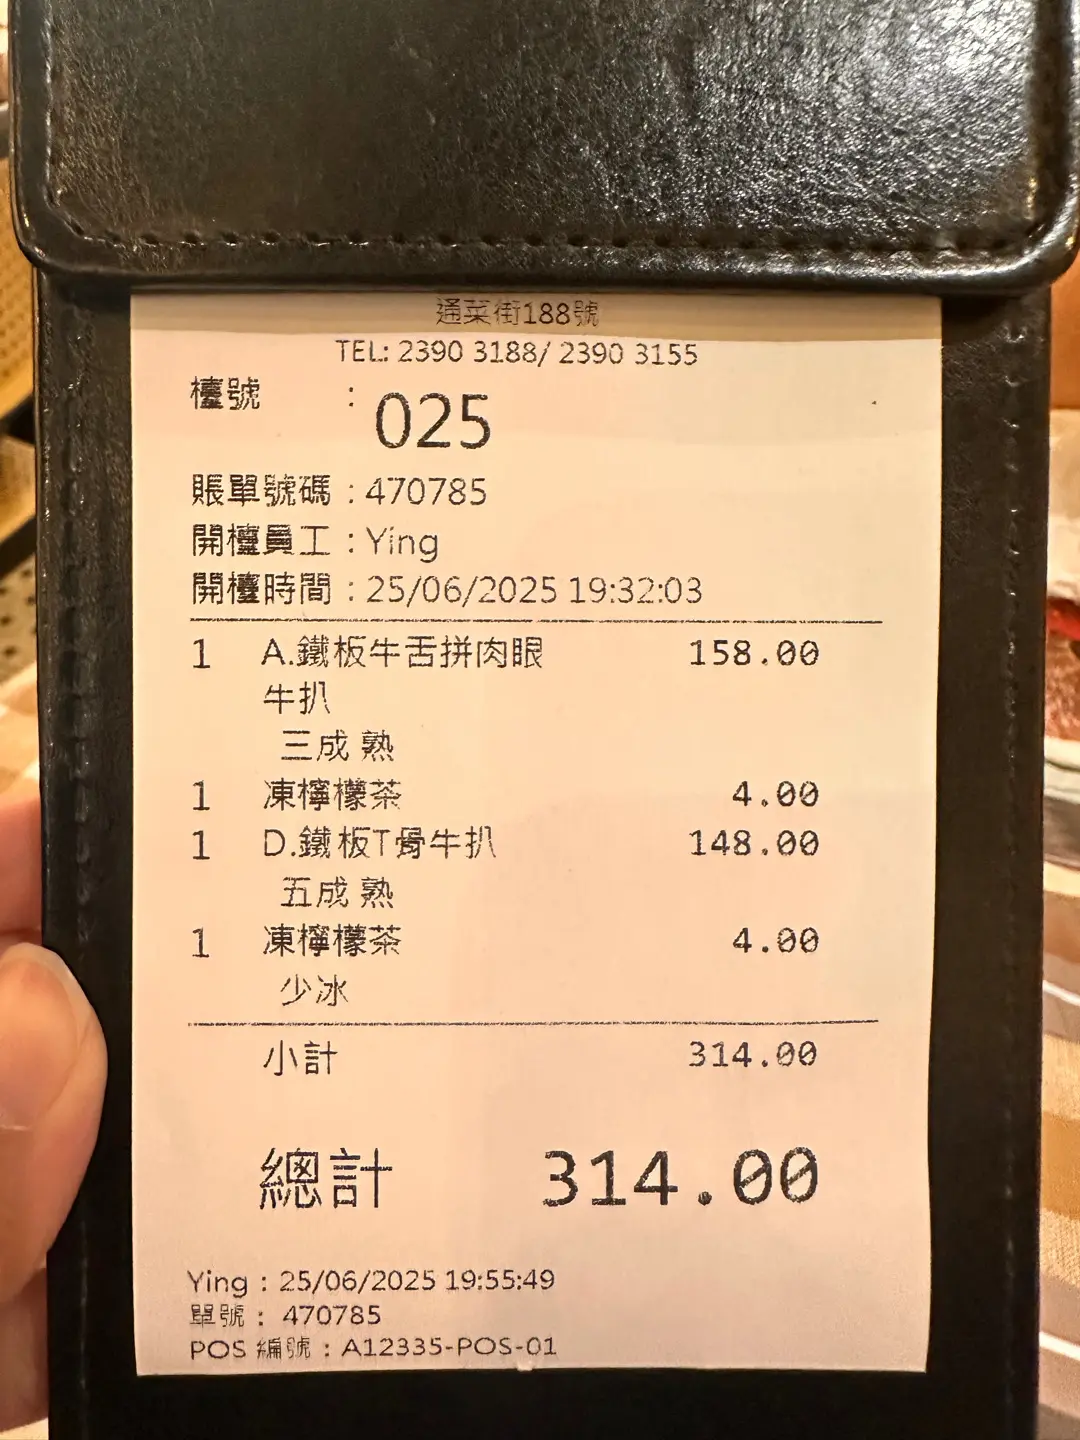 通菜街188號
TEL: 2390 3188/ 2390 3155
檯號 : 025
賬單號碼 : 470785
開檯員工 : Ying
開檯時間 : 25/06/2025 19:32:03
1 A.鐵板牛舌拼肉眼 158.00
牛扒
三成 熟
1 凍檸檬茶 4.00
1 D.鐵板T骨牛扒 148.00
五成 熟
1 凍檸檬茶 4.00
少冰
小計 314.00
總計 314.00
Ying : 25/06/2025 19:55:49
單號 : 470785
POS 編號 : A12335-POS-01